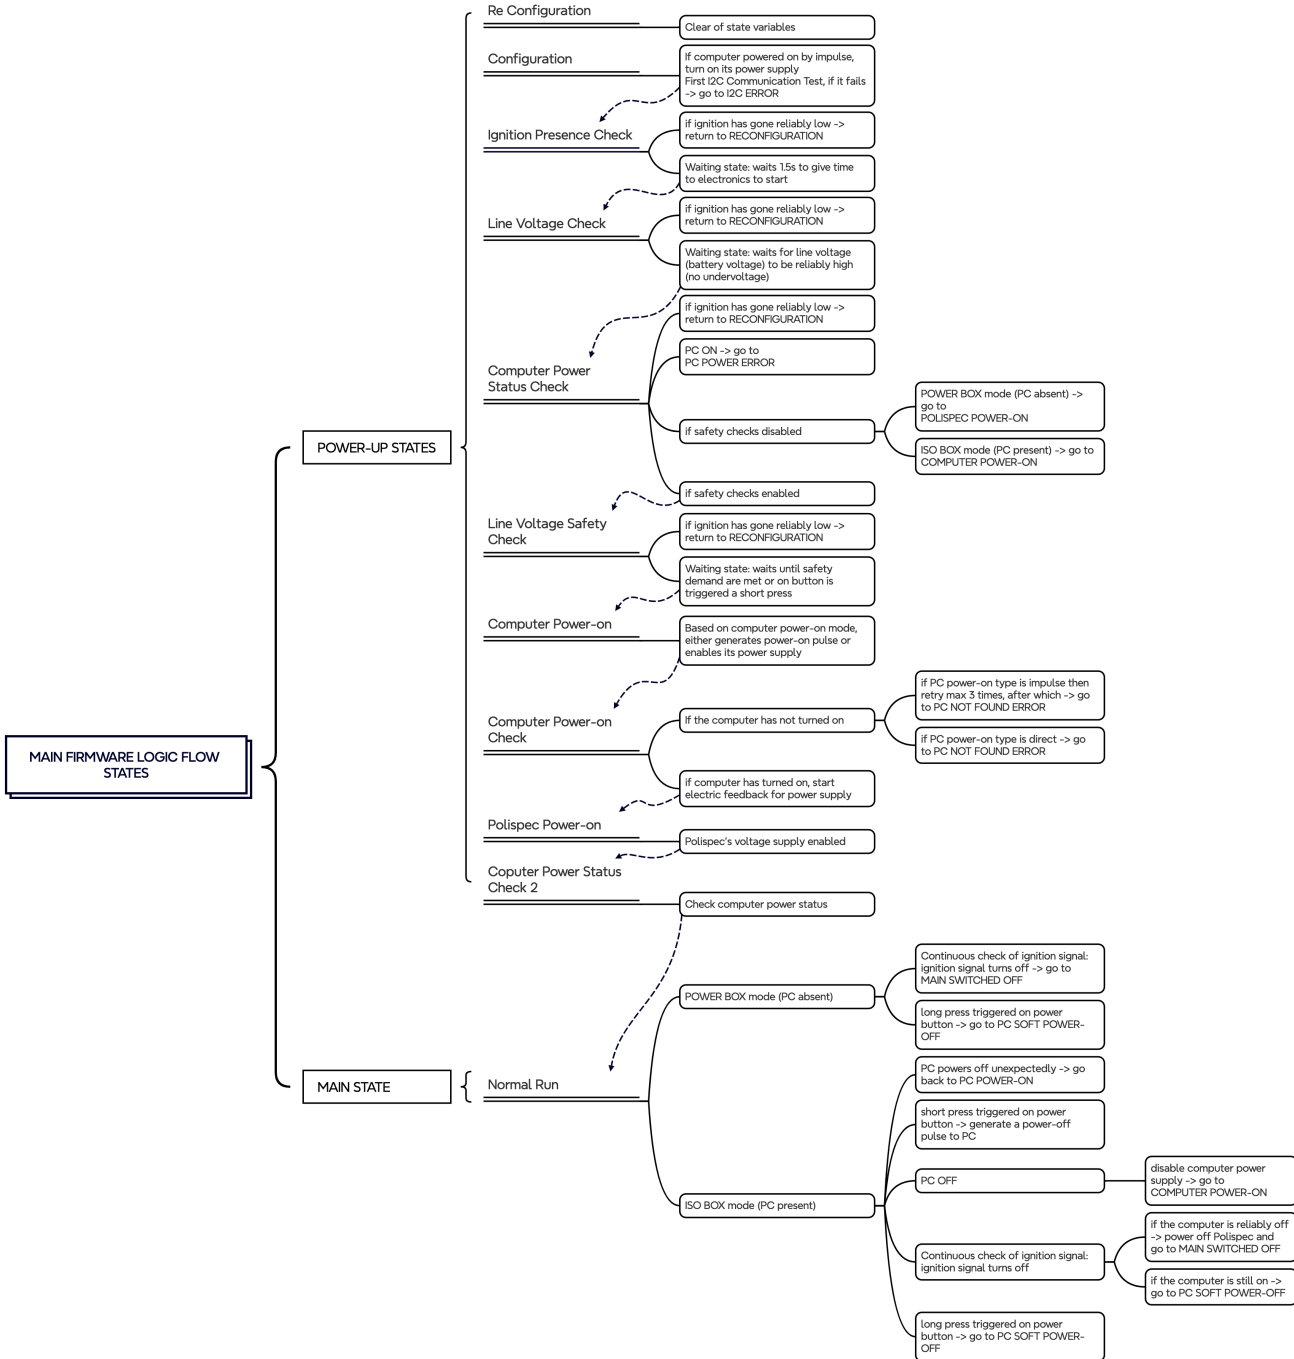 MAIN FIRMWARE LOGIC FLOW
STATES
POWER-UP STATES
Re Configuration
Clear of state variables
Configuration
If computer powered on by impulse,
turn on its power supply
First I2C Communication Test, if it fails
-> go to I2C ERROR
Ignition Presence Check
if ignition has gone reliably low ->
return to RECONFIGURATION
Waiting state: waits 1.5s to give time
to electronics to start
Line Voltage Check
if ignition has gone reliably low ->
return to RECONFIGURATION
Waiting state: waits for line voltage
(battery voltage) to be reliably high
(no undervoltage)
Computer Power
Status Check
if ignition has gone reliably low ->
return to RECONFIGURATION
PC ON -> go to
PC POWER ERROR
if safety checks disabled
POWER BOX mode (PC absent) ->
go to
POLISPEC POWER-ON
ISO BOX mode (PC present) -> go to
COMPUTER POWER-ON
if safety checks enabled
Line Voltage Safety
Check
if ignition has gone reliably low ->
return to RECONFIGURATION
Waiting state: waits until safety
demand are met or on button is
triggered a short press
Computer Power-on
Based on computer power-on mode,
either generates power-on pulse or
enables its power supply
Computer Power-on
Check
If the computer has not turned on
if PC power-on type is impulse then
retry max 3 times, after which -> go
to PC NOT FOUND ERROR
if PC power-on type is direct -> go
to PC NOT FOUND ERROR
if computer has turned on, start
electric feedback for power supply
Polispec Power-on
Polispec's voltage supply enabled
Coputer Power Status
Check 2
Check computer power status
MAIN STATE
Normal Run
POWER BOX mode (PC absent)
Continuous check of ignition signal:
ignition signal turns off -> go to
MAIN SWITCHED OFF
long press triggered on power
button -> go to PC SOFT POWER-
OFF
ISO BOX mode (PC present)
PC powers off unexpectedly -> go
back to PC POWER-ON
short press triggered on power
button -> generate a power-off
pulse to PC
PC OFF
disable computer power
supply -> go to
COMPUTER POWER-ON
Continuous check of ignition signal:
ignition signal turns off
if the computer is reliably off
-> power off Polispec and
go to MAIN SWITCHED OFF
if the computer is still on ->
go to PC SOFT POWER-OFF
long press triggered on power
button -> go to PC SOFT POWER-
OFF